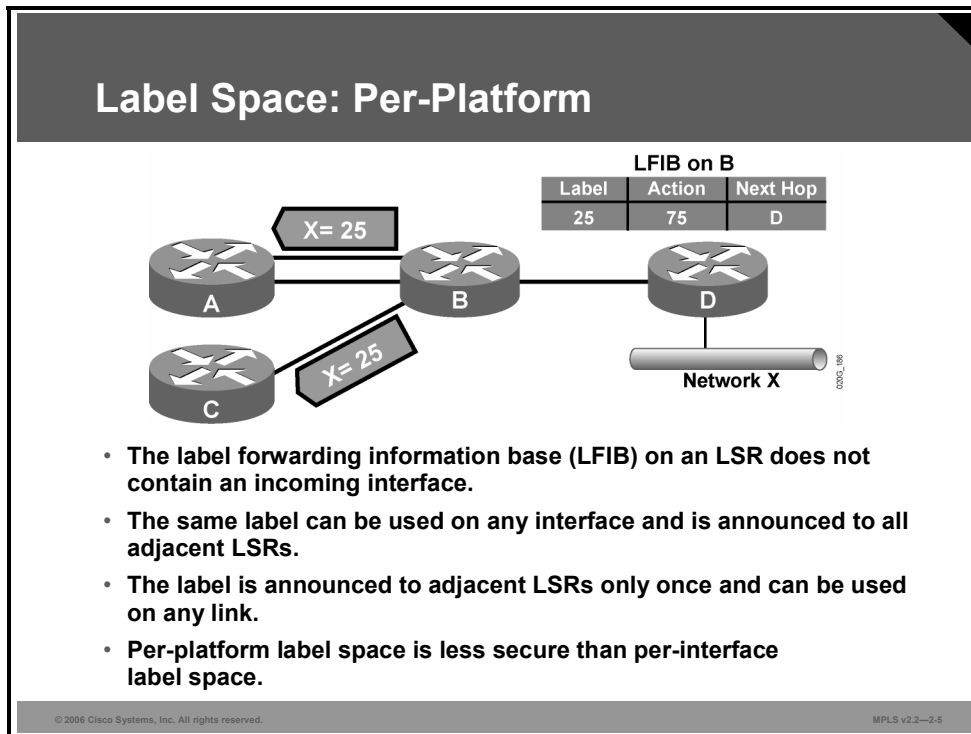 Label Space: Per-Platform
LFIB on B
Label Action Next Hop
25 75 D
X= 25
A
B
D
X= 25
C
Network X
020G_186
• The label forwarding information base (LFIB) on an LSR does not
contain an incoming interface.
• The same label can be used on any interface and is announced to all
adjacent LSRs.
• The label is announced to adjacent LSRs only once and can be used
on any link.
• Per-platform label space is less secure than per-interface
label space.
© 2006 Cisco Systems, Inc. All rights reserved. MPLS v2.2—2-5